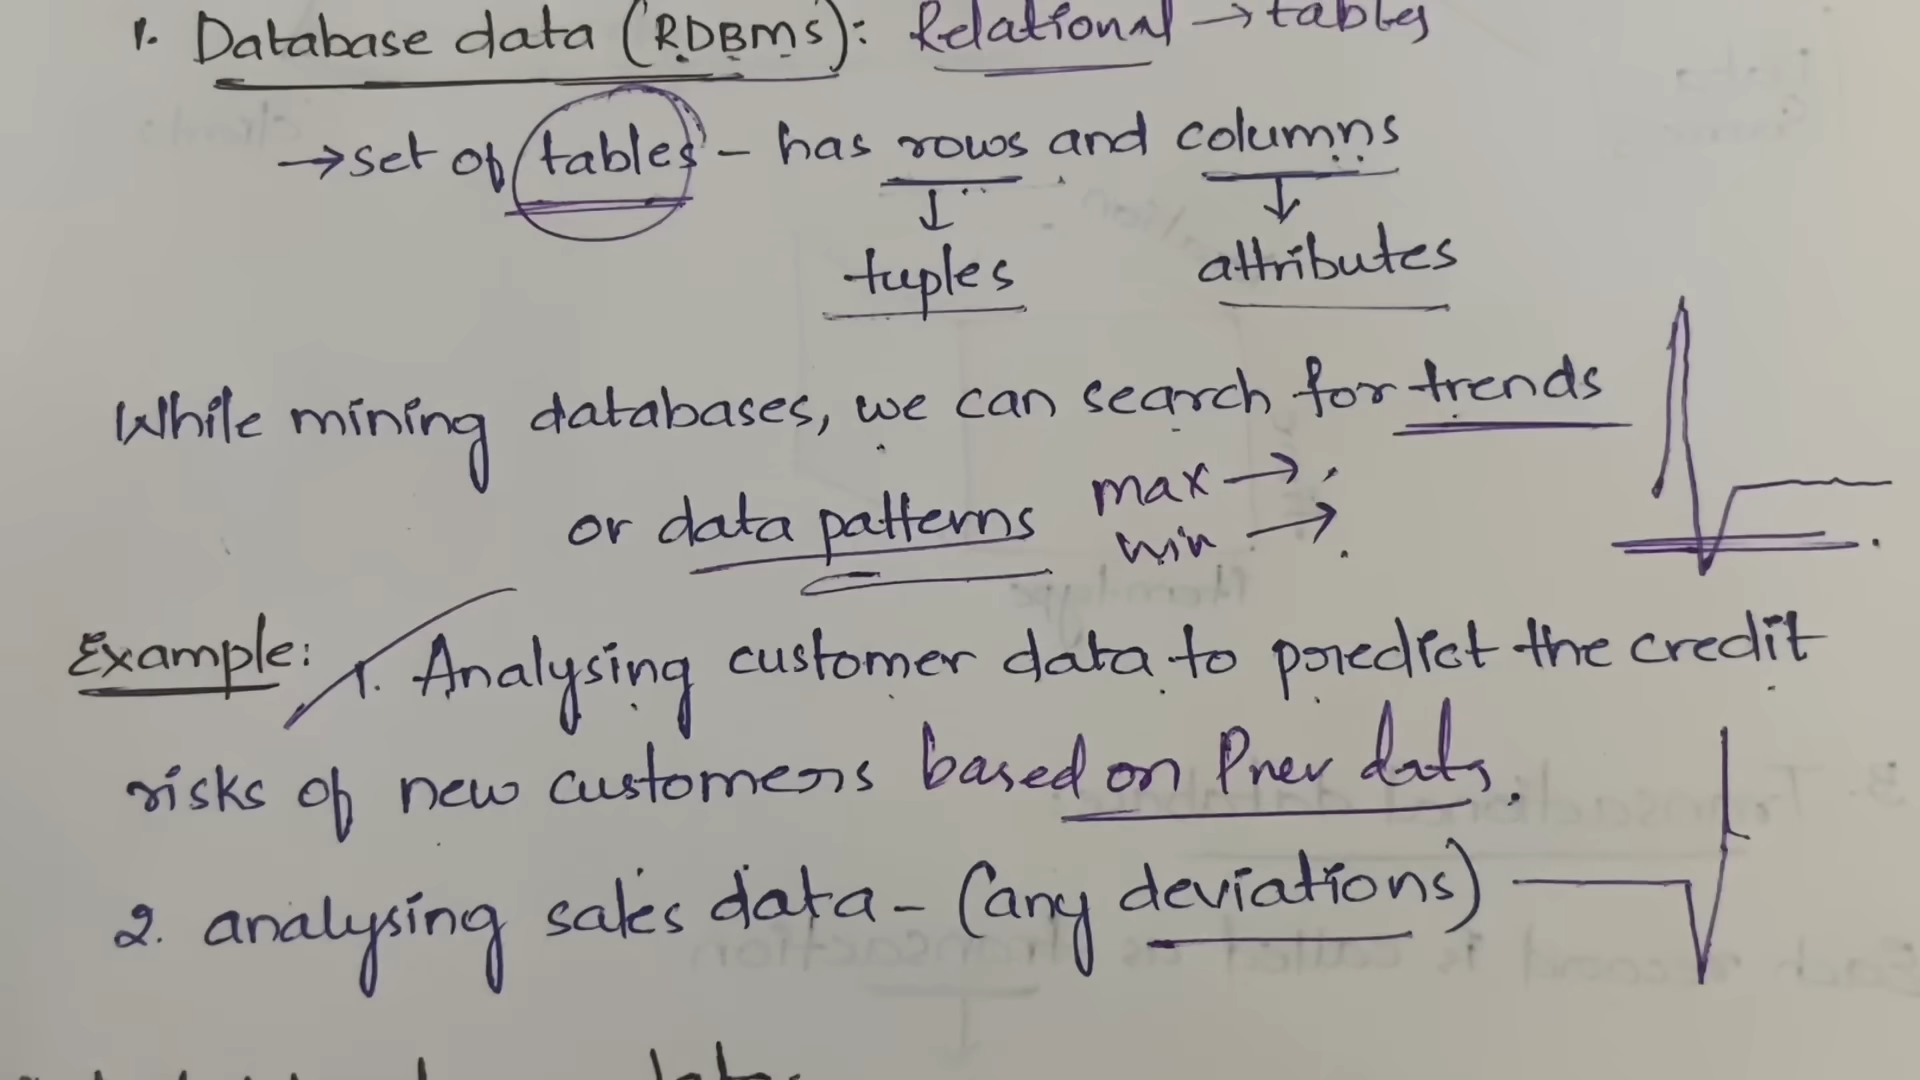 1. Database data (RDBMS): Relational → tables
→ set of tables - has rows and columns
↓ ↓
tuples attributes
While mining databases, we can search for trends
or data patterns max →
min →
Example: 1. Analysing customer data to predict the credit
risks of new customers based on Prev data.
2. analysing sales data - (any deviations)